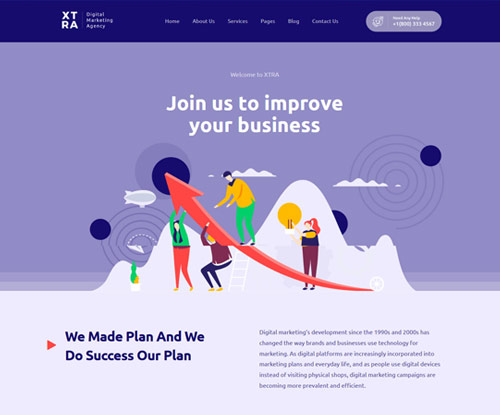 XT
RA
Digital
Marketing
Agency
Home
About Us
Services
Pages
Blog
Contact Us
Need Any Help
+1(800) 333 4567
Welcome to XTRA
Join us to improve
your business
We Made Plan And We
Do Success Our Plan
Digital marketing's development since the 1990s and 2000s has
changed the way brands and businesses use technology for
marketing. As digital platforms are increasingly incorporated into
marketing plans and everyday life, and as people use digital devices
instead of visiting physical shops, digital marketing campaigns are
becoming more prevalent and efficient.